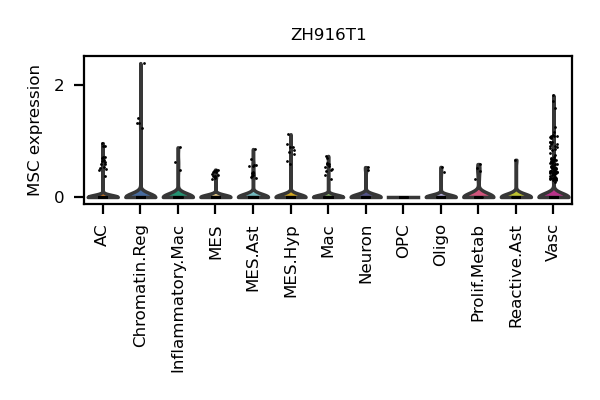 ZH916T1
MSC expression
2
0
AC
Chromatin.Reg
Inflammatory.Mac
MES
MES.Ast
MES.Hyp
Mac
Neuron
OPC
Oligo
Prolif.Metab
Reactive.Ast
Vasc